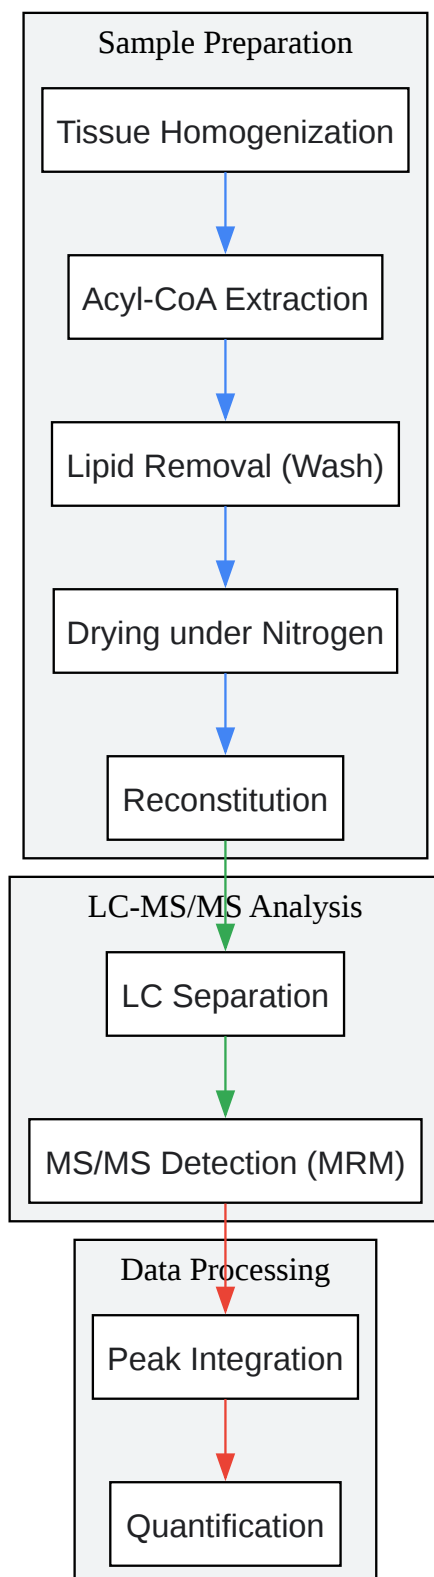 Sample Preparation
Tissue Homogenization
Acyl-CoA Extraction
Lipid Removal (Wash)
Drying under Nitrogen
Reconstitution
LC-MS/MS Analysis
LC Separation
MS/MS Detection (MRM)
Data Processing
Peak Integration
Quantification